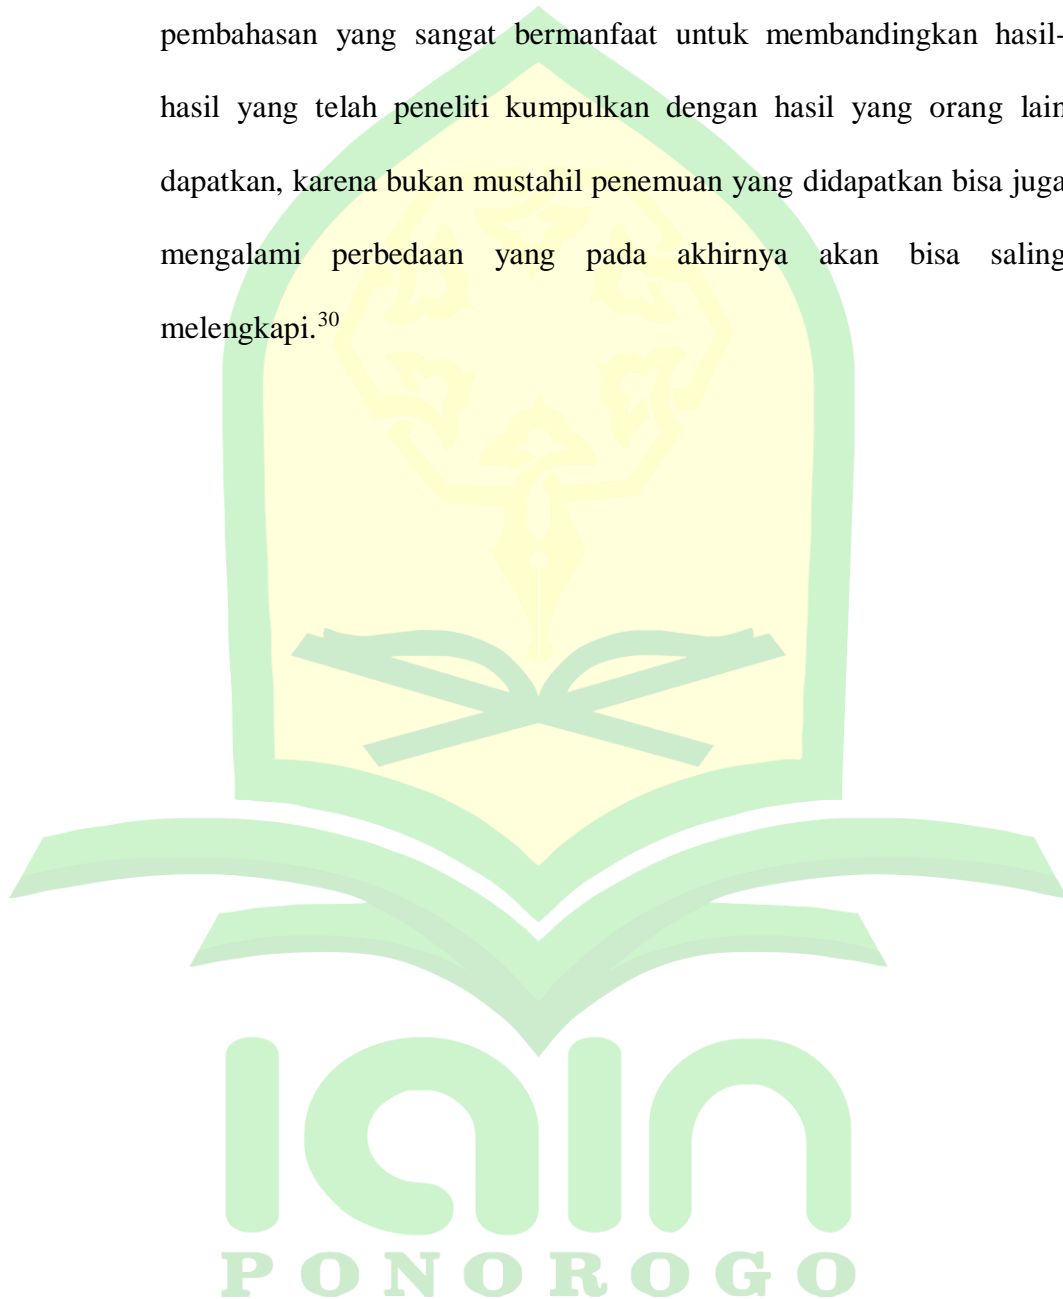 pembahasan yang sangat bermanfaat untuk membandingkan hasil-
hasil yang telah peneliti kumpulkan dengan hasil yang orang lain
dapatkan, karena bukan mustahil penemuan yang didapatkan bisa juga
mengalami perbedaan yang pada akhirnya akan bisa saling
melengkapi.³⁰
iain
PONOROGO